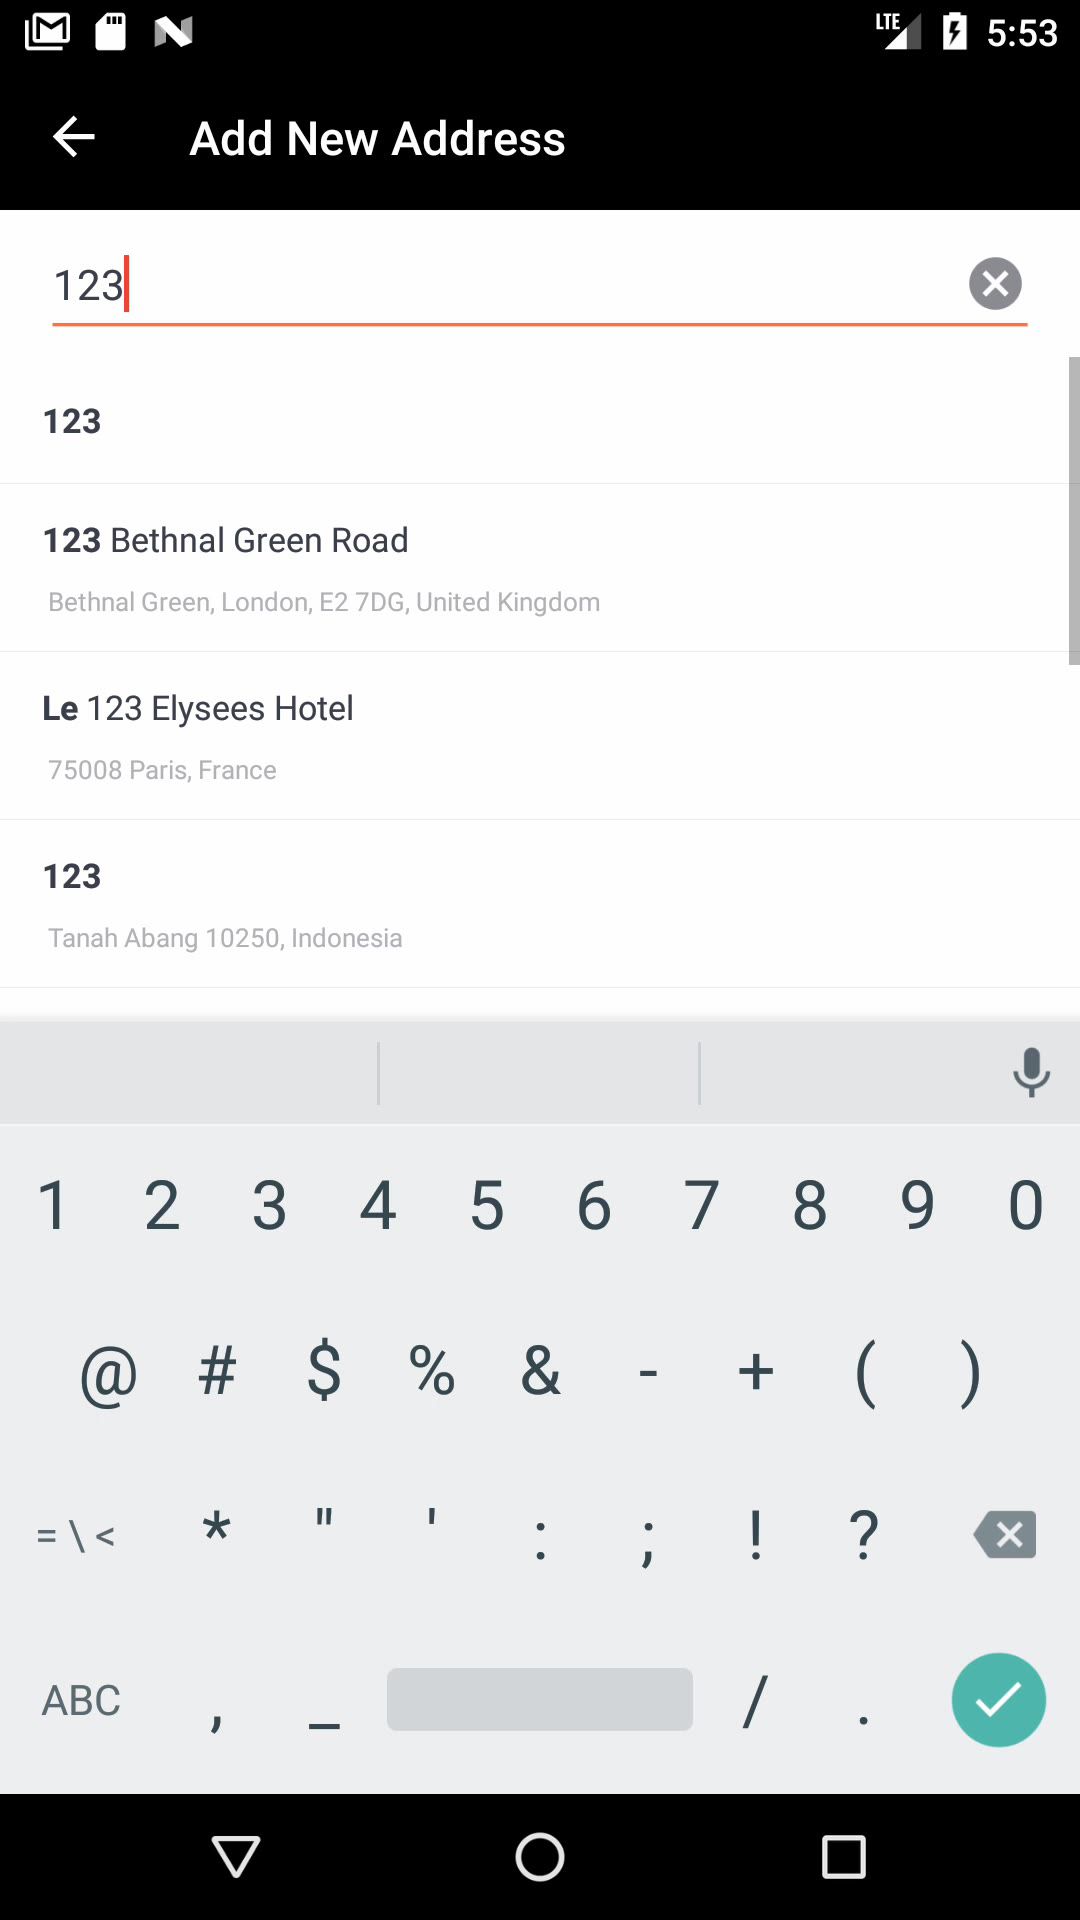 LTE 5:53
Add New Address
123
123
123 Bethnal Green Road
Bethnal Green, London, E2 7DG, United Kingdom
Le 123 Elysees Hotel
75008 Paris, France
123
Tanah Abang 10250, Indonesia
1 2 3 4 5 6 7 8 9 0
@ # $ % & - + ( )
= \ < * " ' : ; ! ?
ABC , _ / .